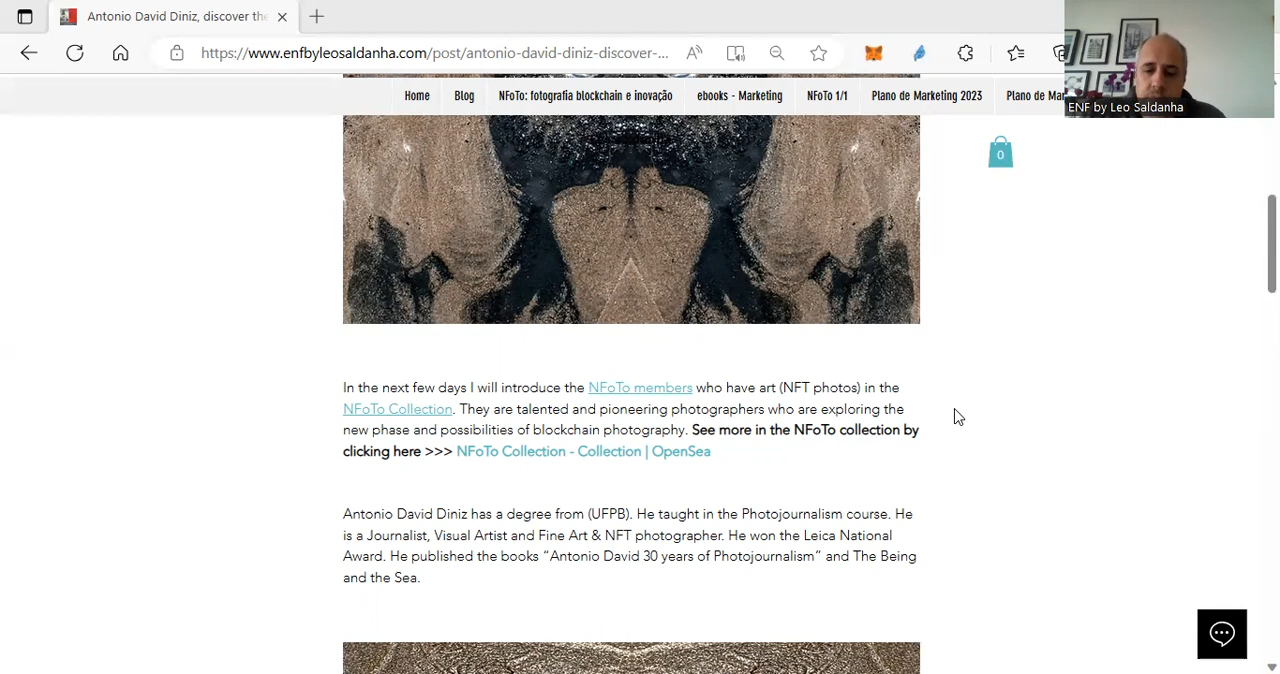 Antonio David Diniz, discover the
https://www.enfbyleosaldanha.com/post/antonio-david-diniz-discover-...
ENF by Leo Saldanha
Home Blog NFoTo: fotografia blockchain e inovação ebooks - Marketing NFoTo 1/1 Plano de Marketing 2023 Plano de Mar
0
In the next few days I will introduce the NFoTo members who have art (NFT photos) in the
NFoTo Collection. They are talented and pioneering photographers who are exploring the
new phase and possibilities of blockchain photography. See more in the NFoTo collection by
clicking here >>> NFoTo Collection - Collection | OpenSea
Antonio David Diniz has a degree from (UFPB). He taught in the Photojournalism course. He
is a Journalist, Visual Artist and Fine Art & NFT photographer. He won the Leica National
Award. He published the books “Antonio David 30 years of Photojournalism” and The Being
and the Sea.